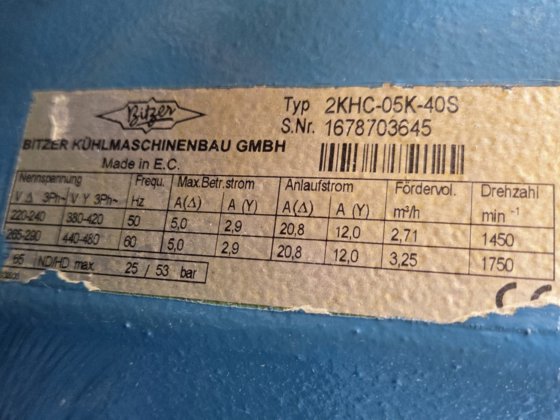 Bitzer
Typ 2KHC-05K-40S
S.Nr. 1678703645
BITZER KÜHLMASCHINENBAU GMBH
Made in E.C.
Nennspannung Frequ. Max.Betr.strom Anlaufstrom Fördervol. Drehzahl
V Δ 3Ph~ V Y 3Ph~ Hz A(Δ) A (Y) A(Δ) A (Y) m³/h min⁻¹
220-240 380-420 50 5,0 2,9 20,8 12,0 2,71 1450
265-290 440-480 60 5,0 2,9 20,8 12,0 3,25 1750
65 ND/HD max. 25 / 53 bar